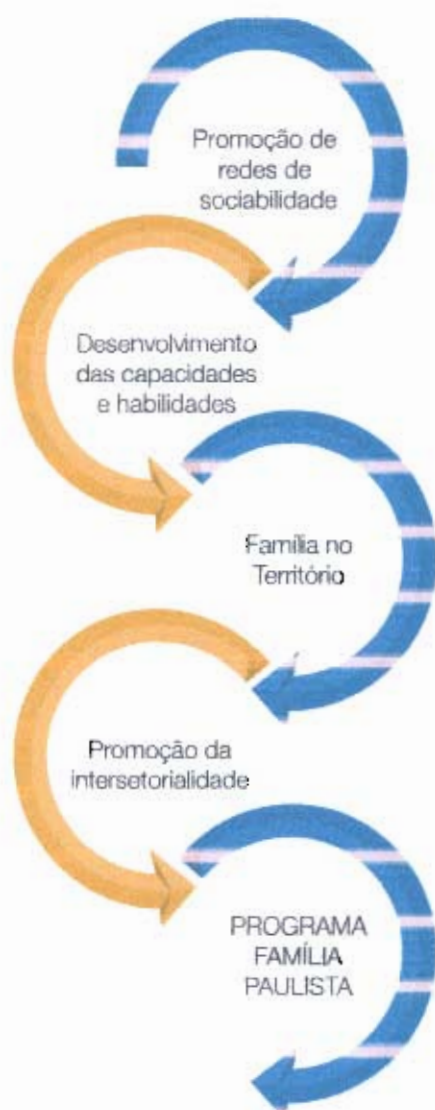 Promoção de
redes de
sociabilidade
Desenvolvimento
das capacidades
e habilidades
Família no
Território
Promoção da
intersetorialidade
PROGRAMA
FAMÍLIA
PAULISTA